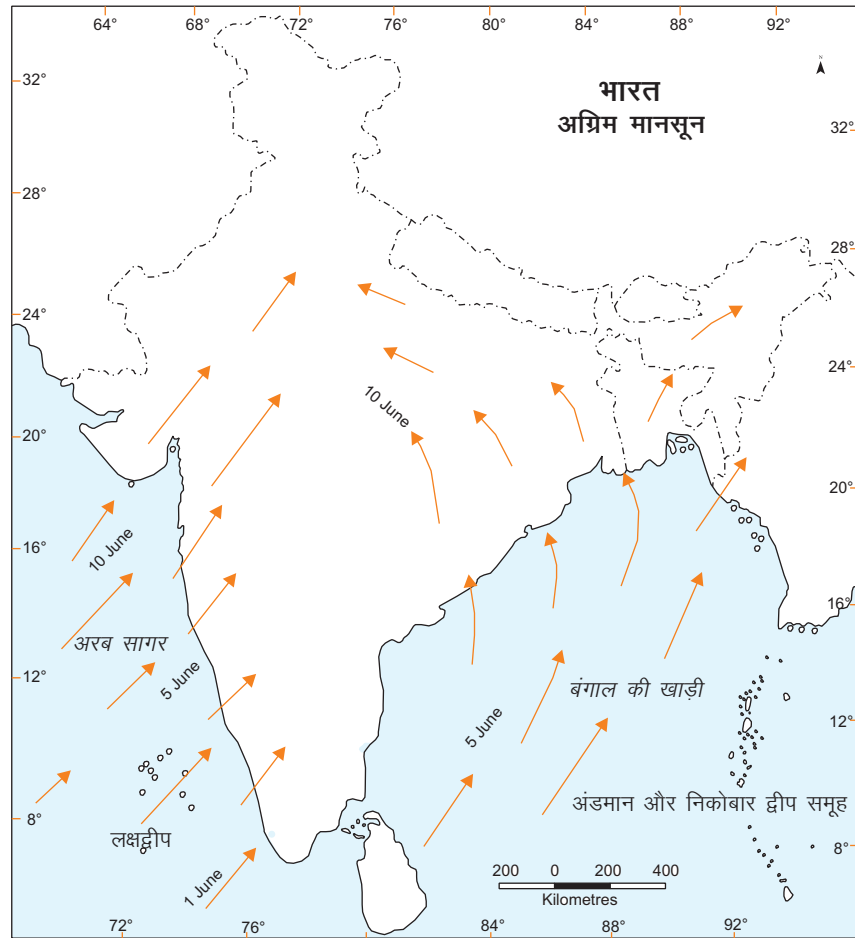 64° 68° 72° 76° 80° 88° 92°
32°
28°
24°
20°
16°
12°
8°
भारत
अग्रिम मानसून
32°
28°
24°
20°
16°
12°
8°
10 June
10 June
अरब सागर
5 June
बंगाल की खाड़ी
5 June
अंडमान और निकोबार द्वीप समूह
लक्षद्वीप
1 June
200 0 200 400
Kilometres
72° 76° 84° 88° 92°